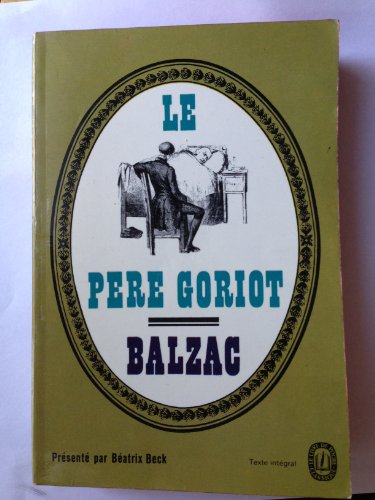 LE
PERE GORIOT
BALZAC
Présenté par Béatrix Beck
Texte intégral